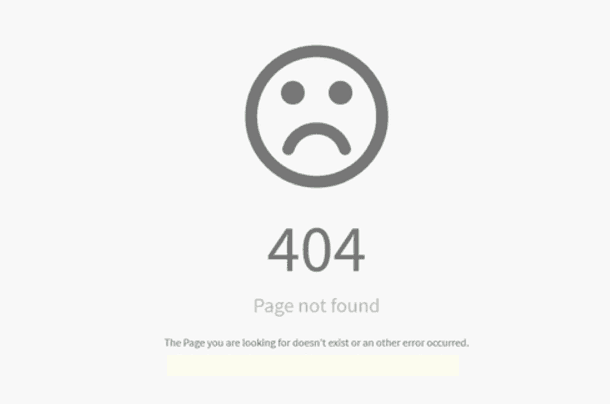 404
Page not found
The Page you are looking for doesn't exist or an other error occurred.